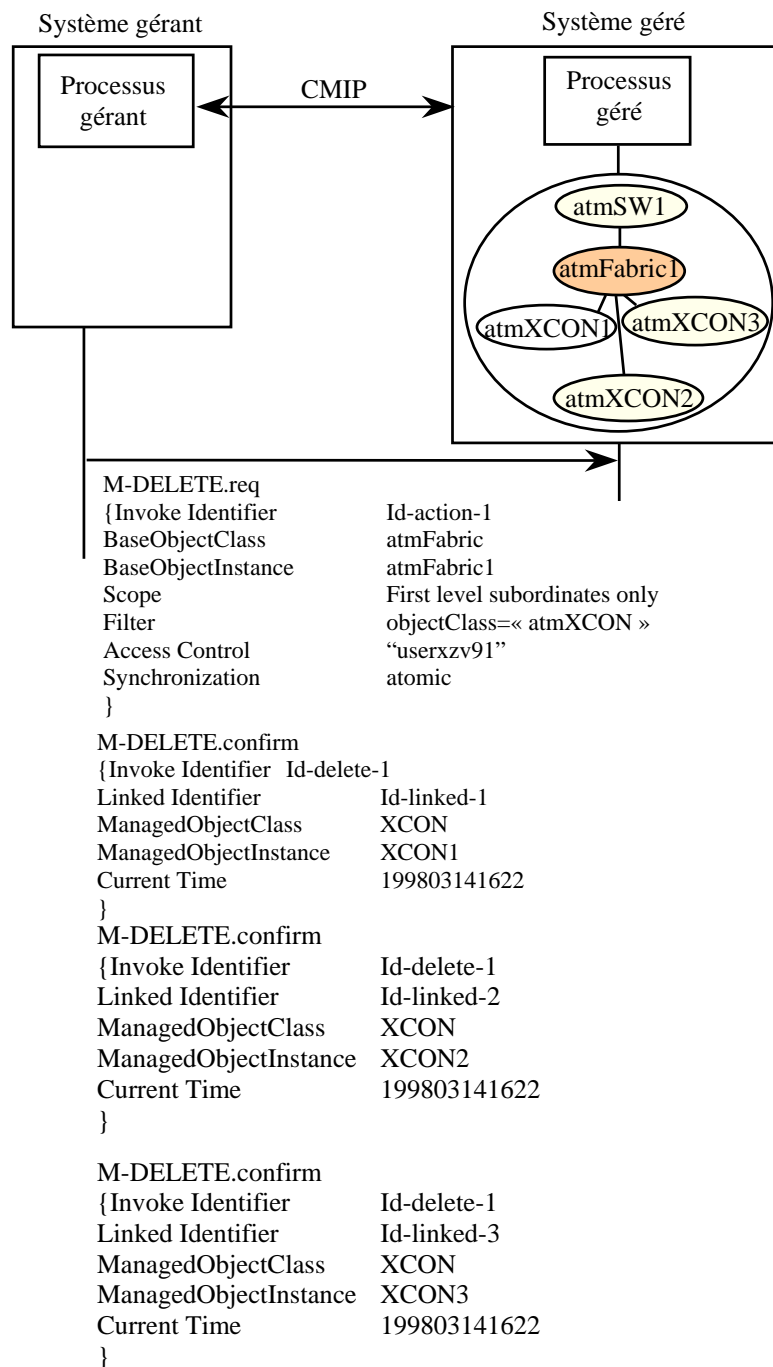 Système gérant
Système géré
Processus
gérant
CMIP
Processus
géré
atmSW1
atmFabric1
atmXCON1
atmXCON3
atmXCON2
M-DELETE.req
{Invoke Identifier Id-action-1
BaseObjectClass atmFabric
BaseObjectInstance atmFabric1
Scope First level subordinates only
Filter objectClass=« atmXCON »
Access Control “userxzv91”
Synchronization atomic
}
M-DELETE.confirm
{Invoke Identifier Id-delete-1
Linked Identifier Id-linked-1
ManagedObjectClass XCON
ManagedObjectInstance XCON1
Current Time 199803141622
}
M-DELETE.confirm
{Invoke Identifier Id-delete-1
Linked Identifier Id-linked-2
ManagedObjectClass XCON
ManagedObjectInstance XCON2
Current Time 199803141622
}
M-DELETE.confirm
{Invoke Identifier Id-delete-1
Linked Identifier Id-linked-3
ManagedObjectClass XCON
ManagedObjectInstance XCON3
Current Time 199803141622
}